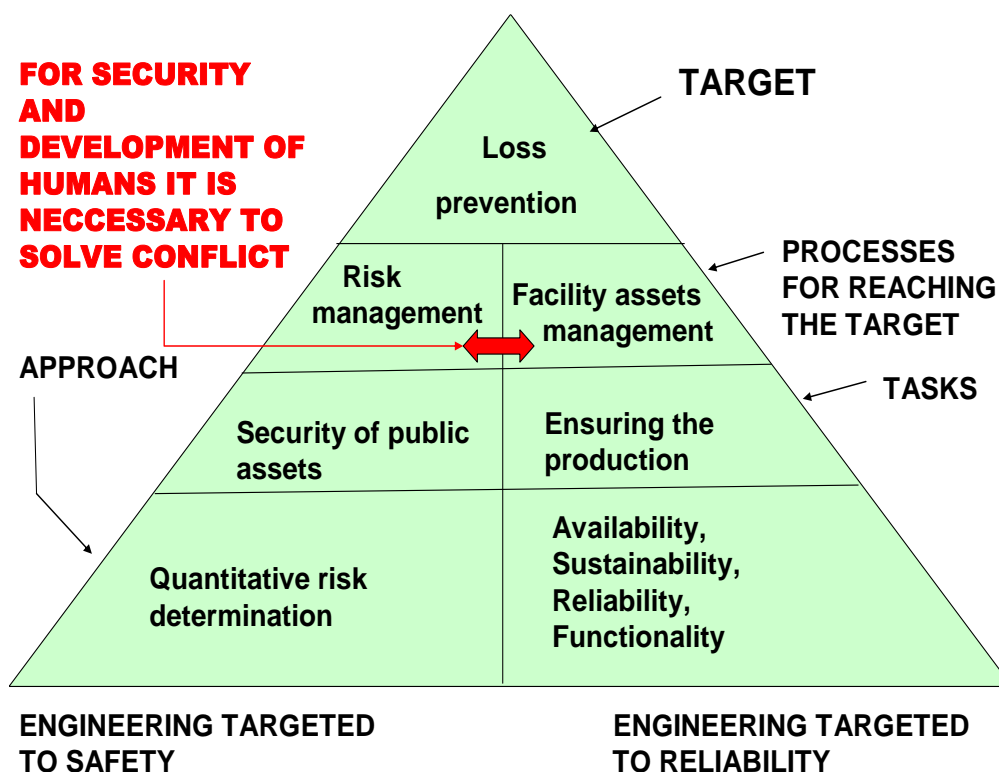 FOR SECURITY
AND
DEVELOPMENT OF
HUMANS IT IS
NECCESSARY TO
SOLVE CONFLICT
TARGET
Loss
prevention
PROCESSES
FOR REACHING
THE TARGET
Risk
management
Facility assets
management
APPROACH
TASKS
Security of public
assets
Ensuring the
production
Quantitative risk
determination
Availability,
Sustainability,
Reliability,
Functionality
ENGINEERING TARGETED
TO SAFETY
ENGINEERING TARGETED
TO RELIABILITY